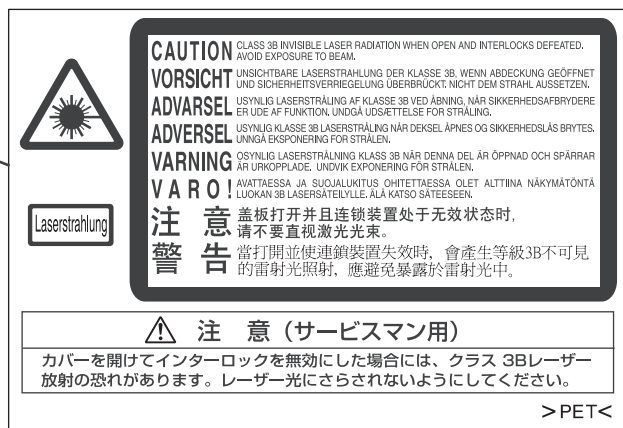 CAUTION CLASS 3B INVISIBLE LASER RADIATION WHEN OPEN AND INTERLOCKS DEFEATED.
AVOID EXPOSURE TO BEAM.
VORSICHT UNSICHTBARE LASERSTRAHLUNG DER KLASSE 3B, WENN ABDECKUNG GEÖFFNET
UND SICHERHEITSVERRIEGELUNG ÜBERBRÜCKT. NICHT DEM STRAHL AUSSETZEN.
ADVARSEL USYNLIG LASERSTRÅLING AF KLASSE 3B VED ÅBNING, NÅR SIKKERHEDSAFBRYDERE
ER UDE AF FUNKTION. UNDGÅ UDSÆTTELSE FOR STRÅLING.
ADVERSEL USYNLIG KLASSE 3B LASERSTRÅLING NÅR DEKSEL ÅPNES OG SIKKERHEDSLÅS BRYTES.
UNNGÅ EKSPONERING FOR STRÅLEN.
VARNING OSYNLIG LASERSTRÅLNING KLASS 3B NÄR DENNA DEL ÄR ÖPPNAD OCH SPÄRRAR
ÄR URKOPPLADE. UNDVIK EXPONERING FÖR STRÅLEN.
VARO! AVATTAESSA JA SUOJALUKITUS OHITETTAESSA OLET ALTTIINA NÄKYMÄTÖNTÄ
LUOKAN 3B LASERSÄTEILYLLE. ÄLÄ KATSO SÄTEESEEN.
注 意 盖板打开并且连锁装置处于无效状态时,
请不要直视激光光束。
警 告 當打開並使連鎖裝置失效時，會產生等級3B不可見
的雷射光照射，應避免暴露於雷射光中。
Laserstrahlung
注 意（サービスマン用）
カバーを開けてインターロックを無効にした場合には、クラス 3Bレーザー
放射の恐れがあります。レーザー光にさらされないようにしてください。
>PET<